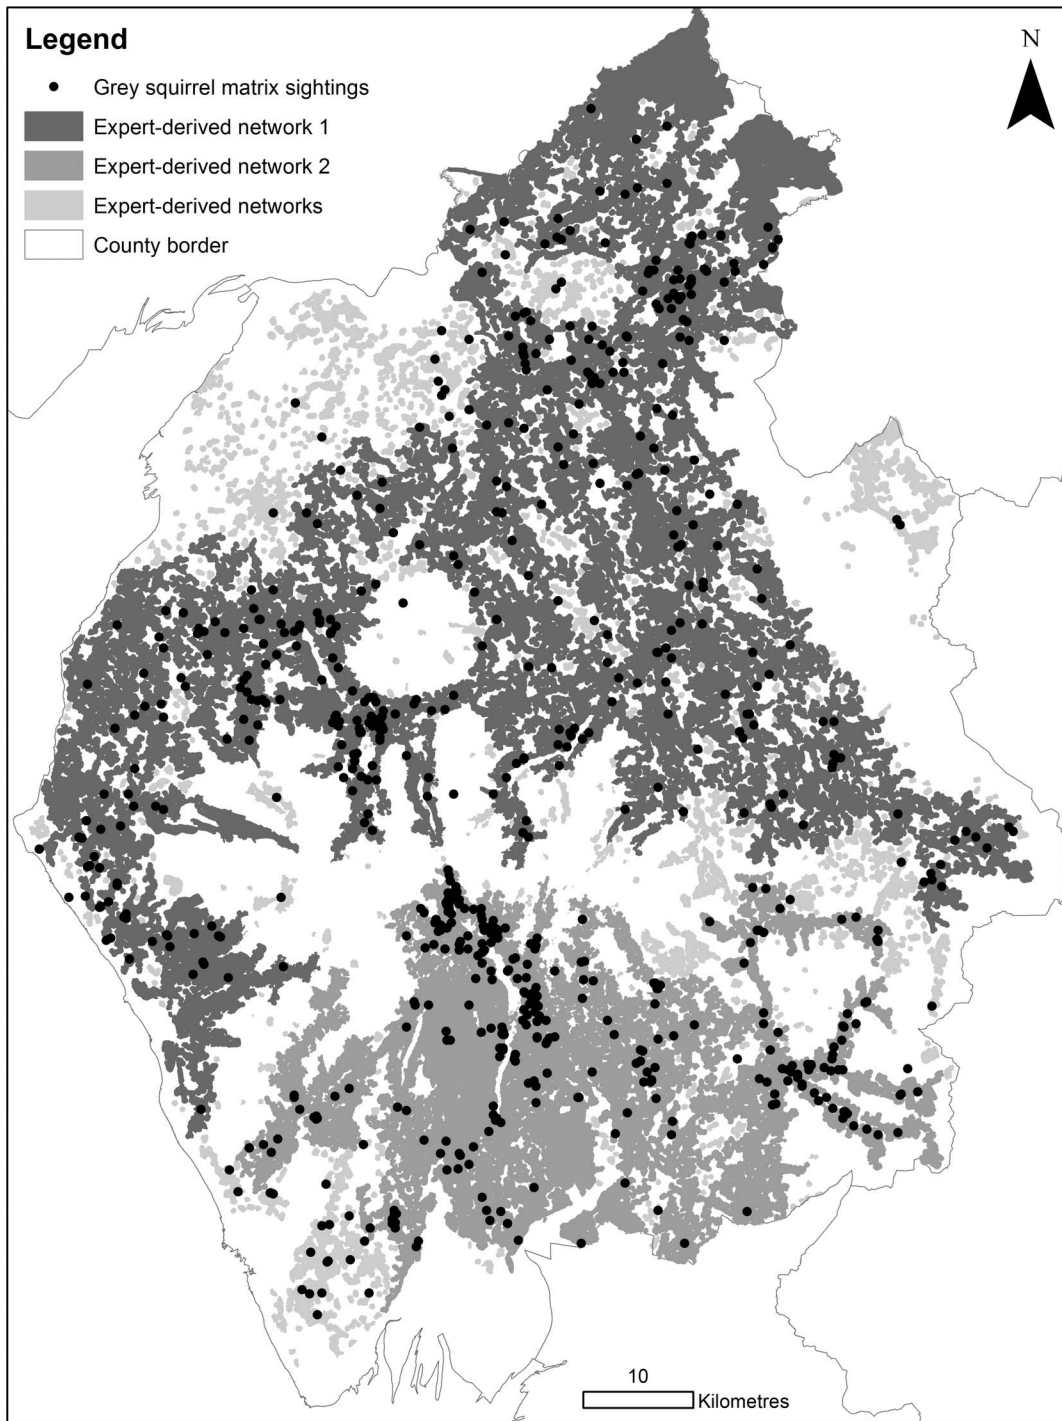 Legend
N
Grey squirrel matrix sightings
Expert-derived network 1
Expert-derived network 2
Expert-derived networks
County border
10
Kilometres